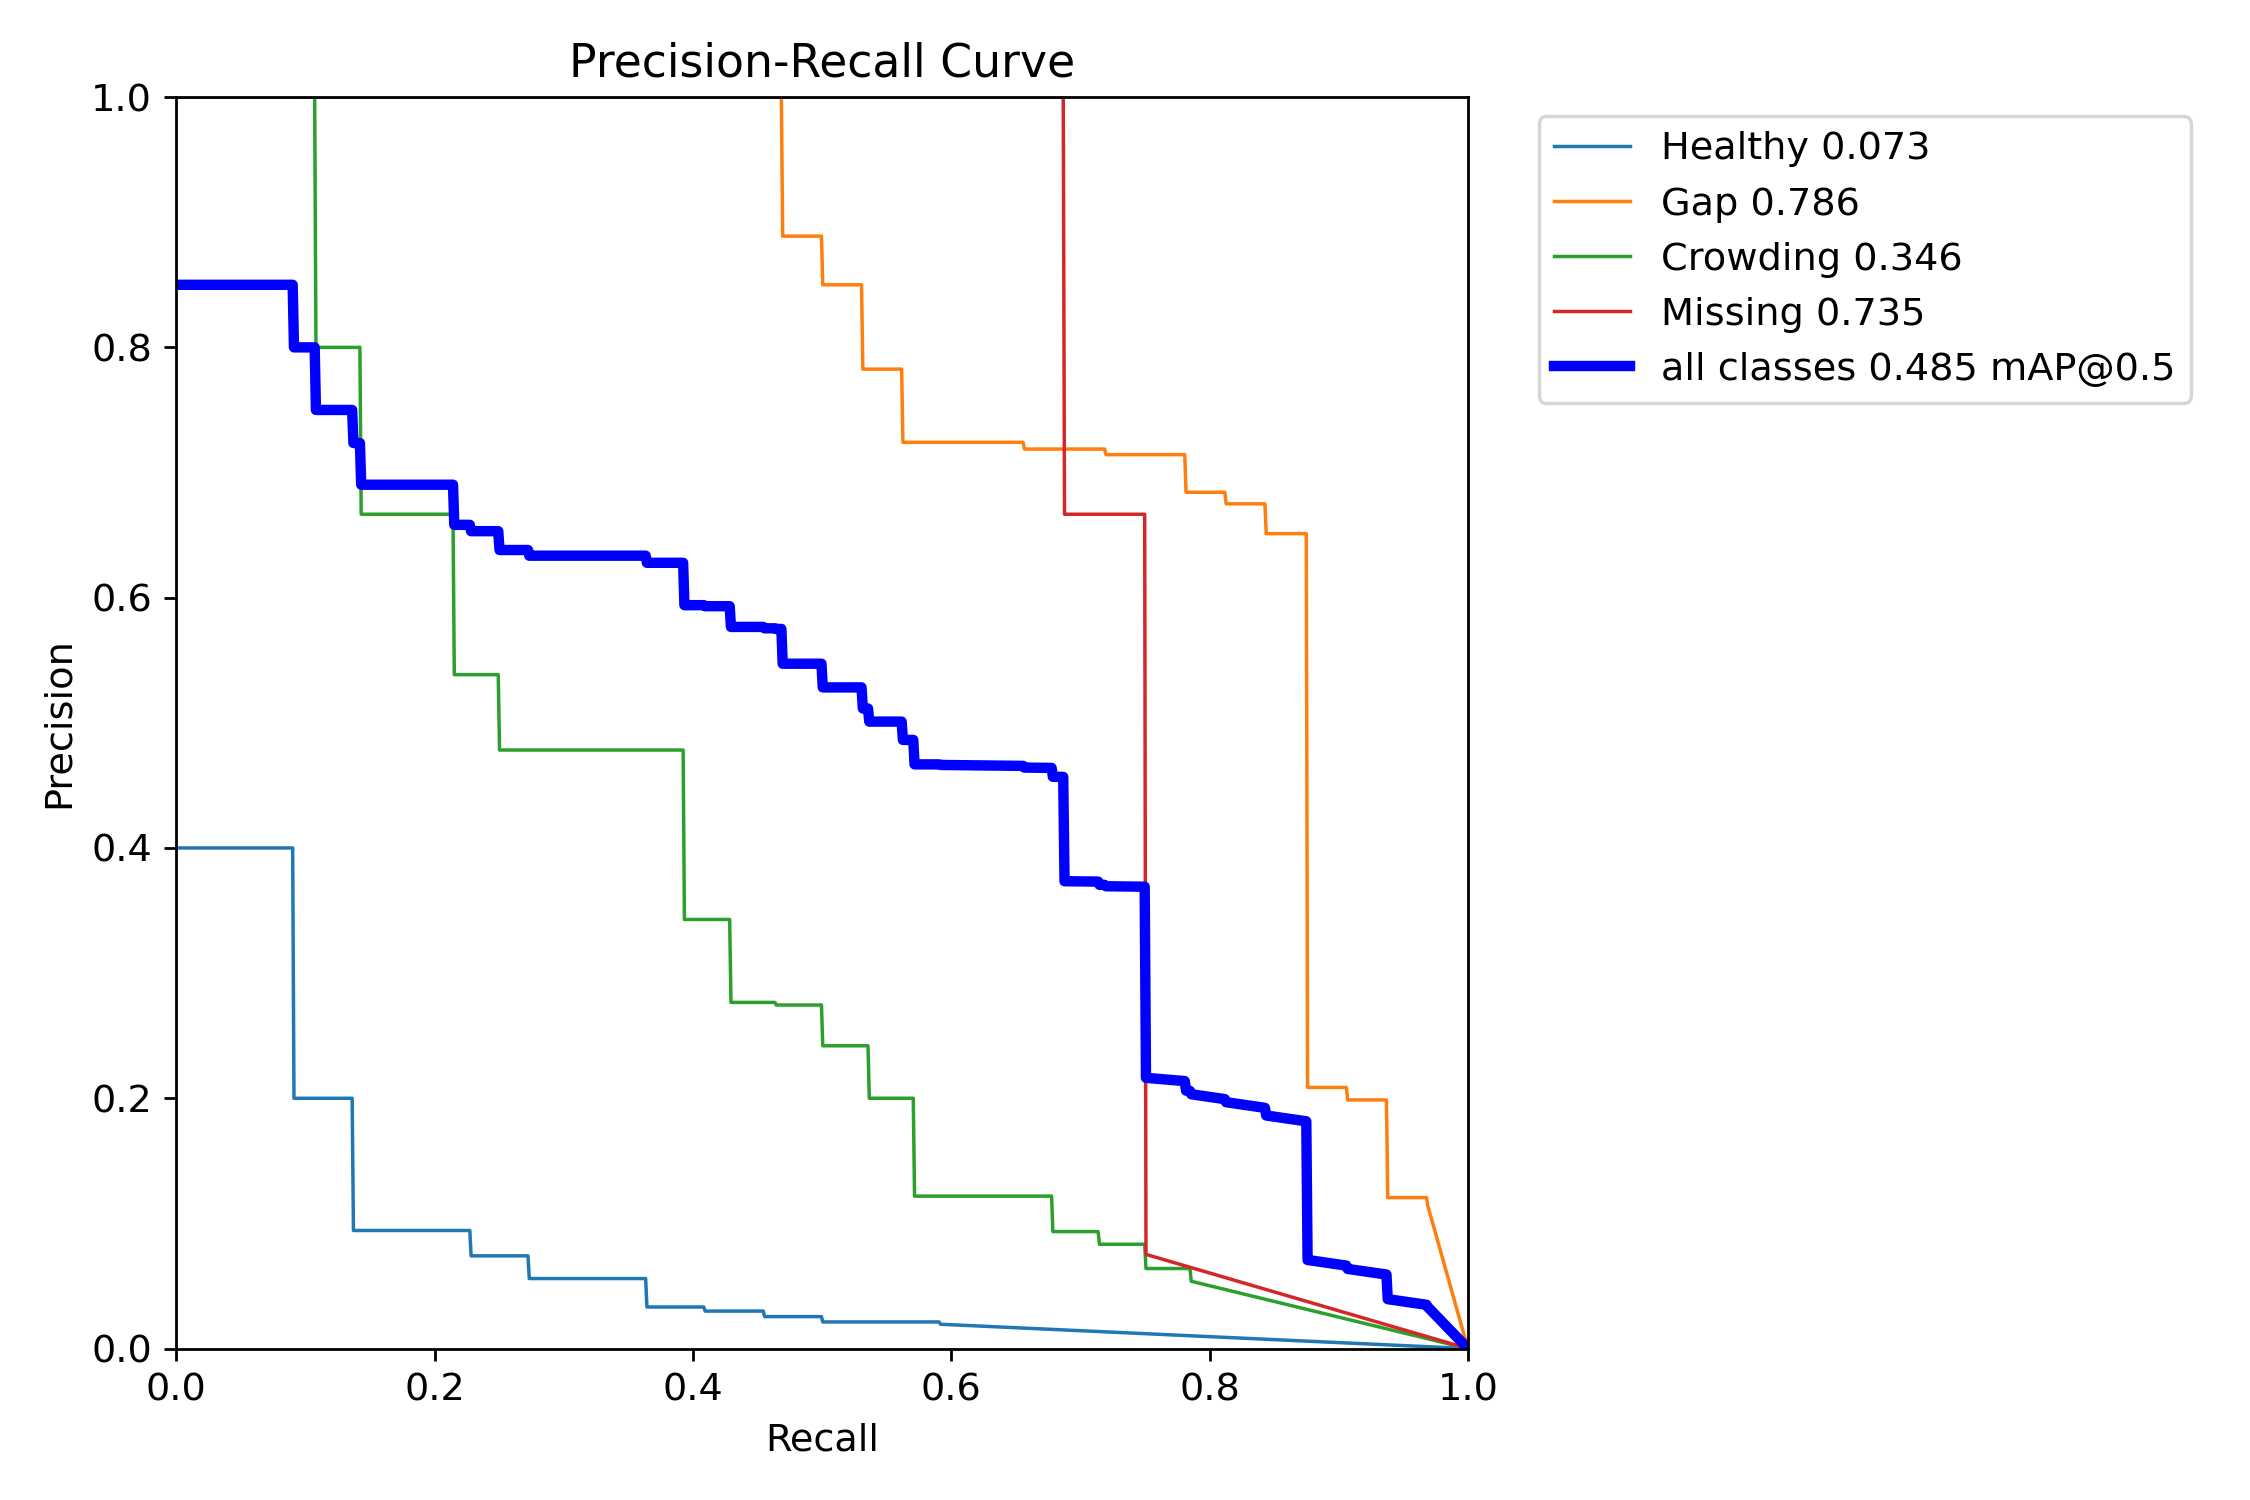 Precision-Recall Curve
1.0
0.8
0.6
0.4
0.2
0.0
Precision
0.0 0.2 0.4 0.6 0.8 1.0
Recall
Healthy 0.073
Gap 0.786
Crowding 0.346
Missing 0.735
all classes 0.485 mAP@0.5